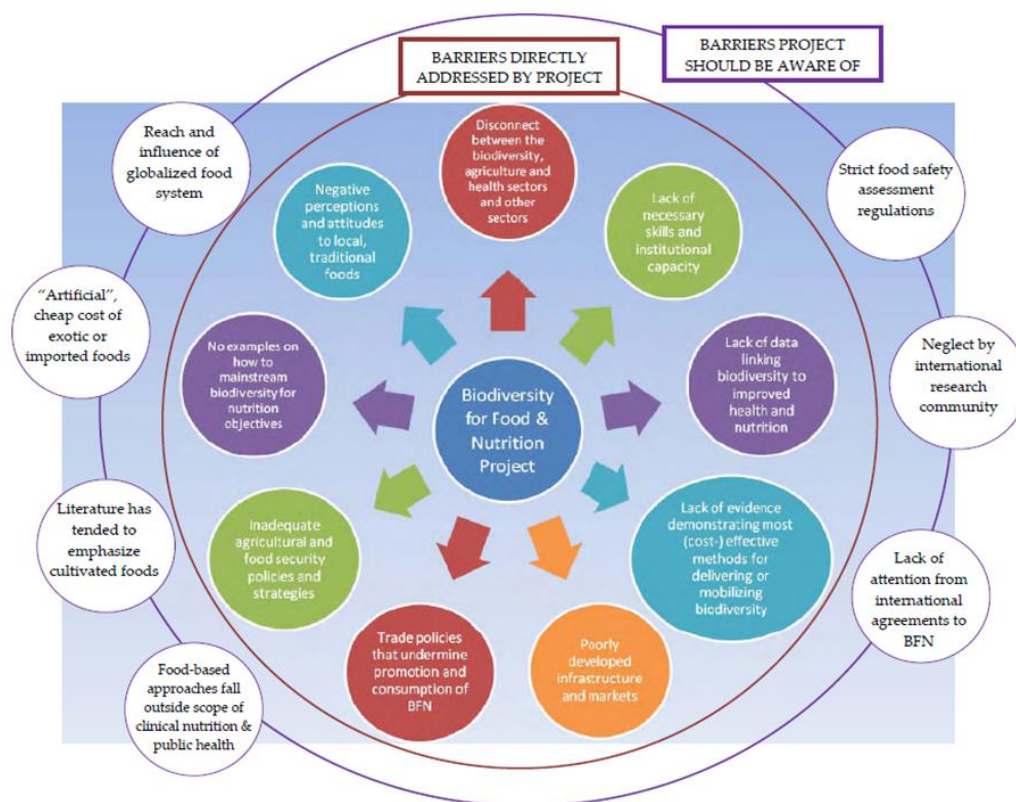 BARRIERS DIRECTLY
ADDRESSED BY PROJECT
BARRIERS PROJECT
SHOULD BE AWARE OF
Reach and
influence of
globalized food
system
"Artificial",
cheap cost of
exotic or
imported foods
Literature has
tended to
emphasize
cultivated foods
Food-based
approaches fall
outside scope of
clinical nutrition &
public health
Strict food safety
assessment
regulations
Neglect by
international
research
community
Lack of
attention from
international
agreements to
BFN
Disconnect
between the
biodiversity,
agriculture and
health sectors
and other
sectors
Lack of
necessary
skills and
institutional
capacity
Lack of data
linking
biodiversity to
improved health
and nutrition
Lack of evidence
demonstrating most
(cost-) effective
methods for
delivering or
mobilizing
biodiversity
Poorly
developed
infrastructure
and markets
Trade policies
that undermine
promotion and
consumption of
BFN
Inadequate
agricultural and
food security
policies and
strategies
No examples on
how to
mainstream
biodiversity for
nutrition
objectives
Negative
perceptions
and attitudes
to local,
traditional
foods
Biodiversity
for Food &
Nutrition
Project